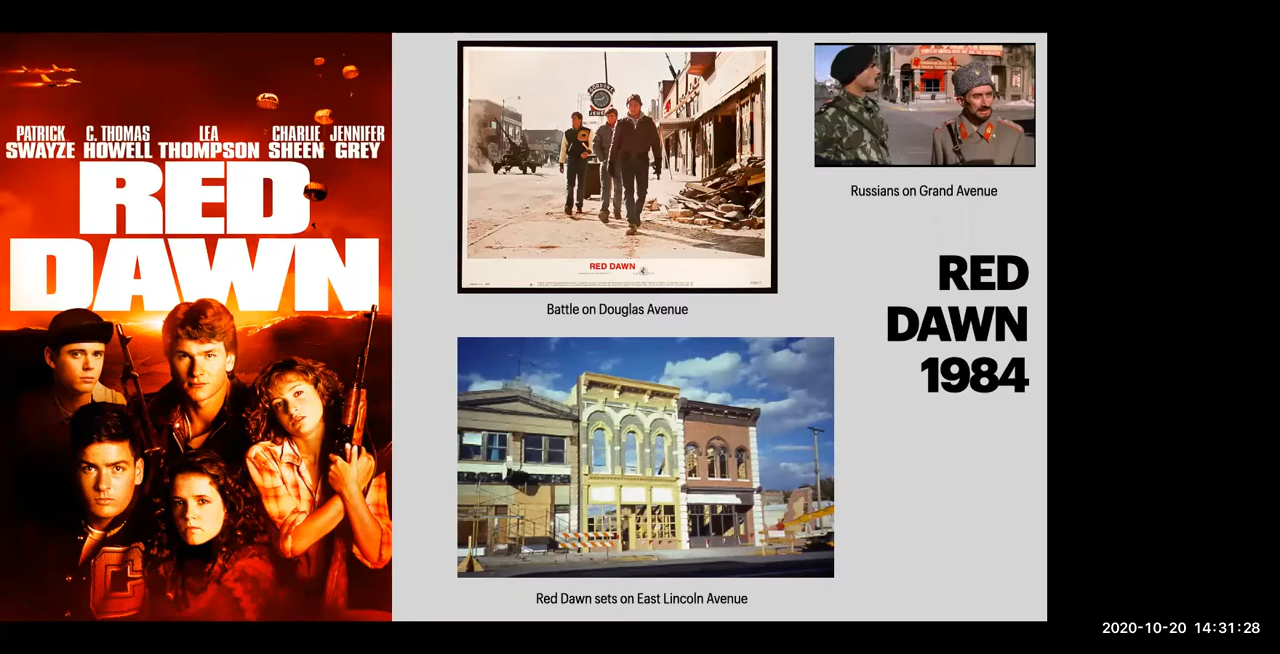 PATRICK SWAYZE
C. THOMAS HOWELL
LEA THOMPSON
CHARLIE SHEEN
JENNIFER GREY
RED
DAWN
C
RED DAWN
Battle on Douglas Avenue
Russians on Grand Avenue
RED
DAWN
1984
Red Dawn sets on East Lincoln Avenue
2020-10-20 14:31:28